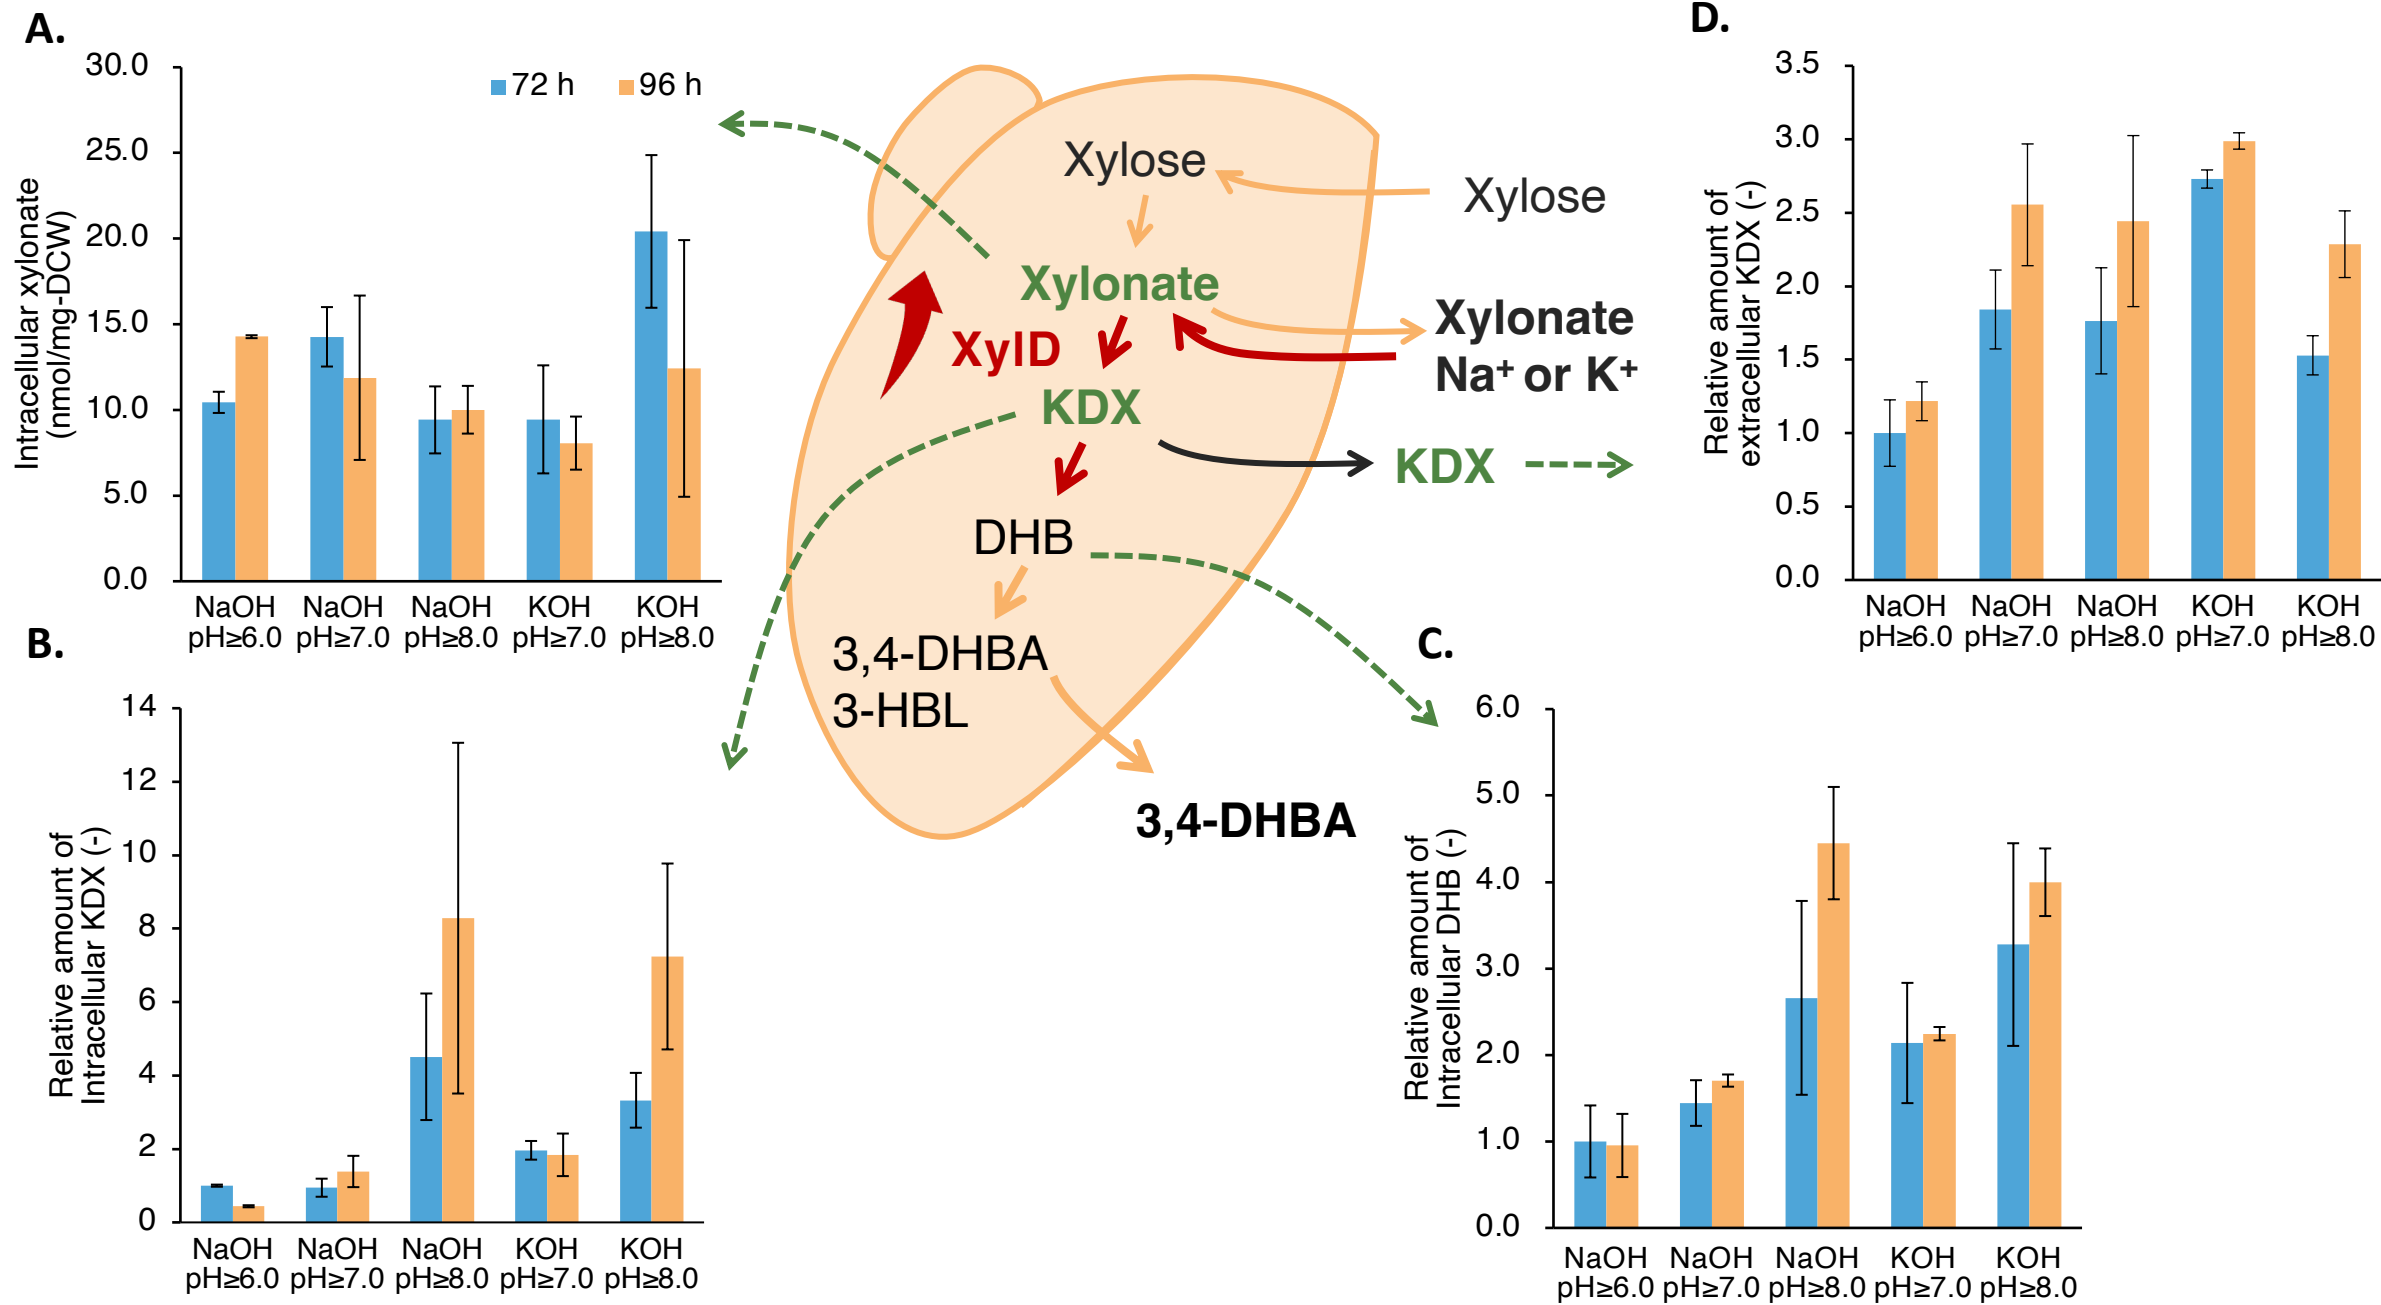 A.
30.0
25.0
20.0
15.0
10.0
5.0
0.0
Intracellular xylonate
(nmol/mg-DCW)
72 h
96 h
NaOH
pH≥6.0
NaOH
pH≥7.0
NaOH
pH≥8.0
KOH
pH≥7.0
KOH
pH≥8.0
B.
14
12
10
8
6
4
2
0
Relative amount of
Intracellular KDX (-)
NaOH
pH≥6.0
NaOH
pH≥7.0
NaOH
pH≥8.0
KOH
pH≥7.0
KOH
pH≥8.0
Xylose
Xylose
Xylonate
XylD
Xylonate
Na⁺ or K⁺
KDX
KDX
DHB
3,4-DHBA
3-HBL
3,4-DHBA
C.
6.0
5.0
4.0
3.0
2.0
1.0
0.0
Relative amount of
Intracellular DHB (-)
NaOH
pH≥6.0
NaOH
pH≥7.0
NaOH
pH≥8.0
KOH
pH≥7.0
KOH
pH≥8.0
D.
3.5
3.0
2.5
2.0
1.5
1.0
0.5
0.0
Relative amount of
extracellular KDX (-)
NaOH
pH≥6.0
NaOH
pH≥7.0
NaOH
pH≥8.0
KOH
pH≥7.0
KOH
pH≥8.0